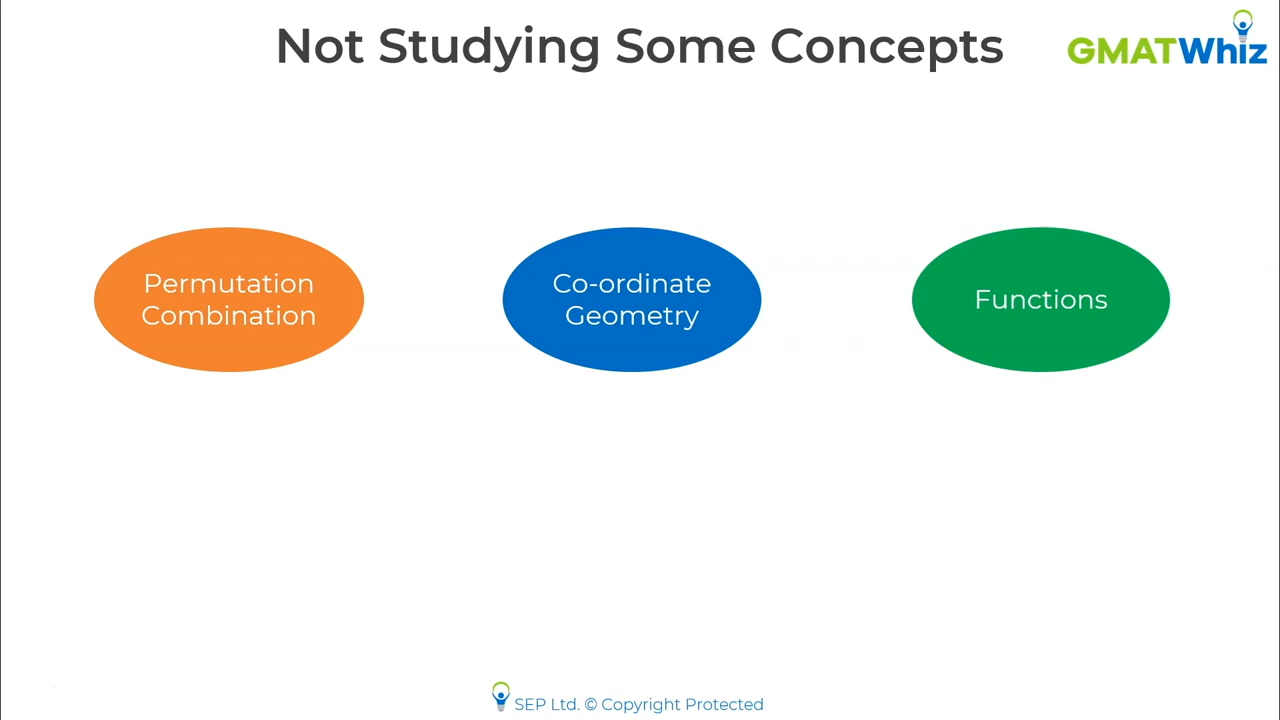 Not Studying Some Concepts
GMATWhiz
Permutation
Combination
Co-ordinate
Geometry
Functions
SEP Ltd. © Copyright Protected